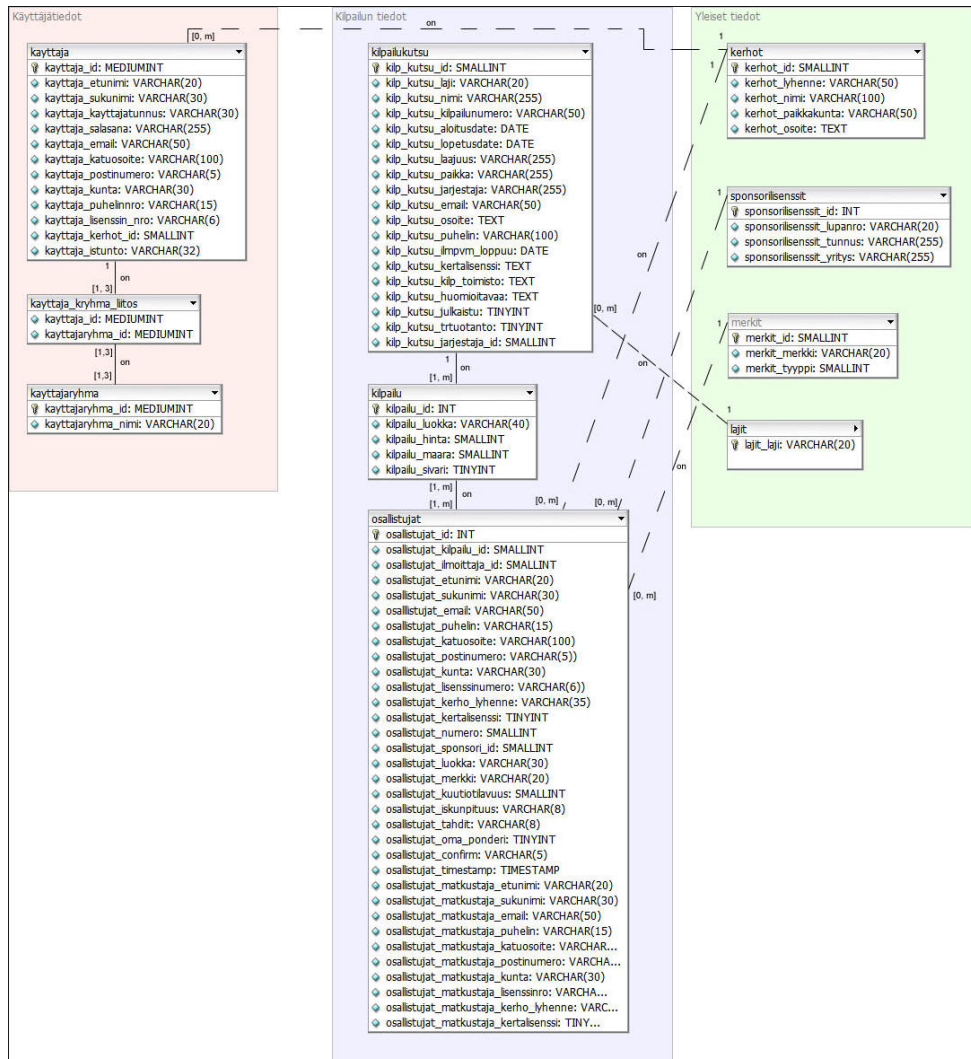 Käyttäjätiedot
[0, m]
kayttaja
kayttaja_id: MEDIUMINT
kayttaja_etunimi: VARCHAR(20)
kayttaja_sukunimi: VARCHAR(30)
kayttaja_kayttajatunnus: VARCHAR(30)
kayttaja_salasana: VARCHAR(255)
kayttaja_email: VARCHAR(50)
kayttaja_katuosoite: VARCHAR(100)
kayttaja_postinumero: VARCHAR(5)
kayttaja_kunta: VARCHAR(30)
kayttaja_puhelinnro: VARCHAR(15)
kayttaja_lisenssin_nro: VARCHAR(6)
kayttaja_kerhot_id: SMALLINT
kayttaja_istunto: VARCHAR(32)
1
on
[1, 3]
kayttaja_kryhma_liitos
kayttaja_id: MEDIUMINT
kayttajaryhma_id: MEDIUMINT
[1,3]
on
[1,3]
kayttajaryhma
kayttajaryhma_id: MEDIUMINT
kayttajaryhma_nimi: VARCHAR(20)
Kilpailun tiedot
on
kilpailukutsu
kilp_kutsu_id: SMALLINT
kilp_kutsu_laji: VARCHAR(20)
kilp_kutsu_nimi: VARCHAR(255)
kilp_kutsu_kilpailunumero: VARCHAR(50)
kilp_kutsu_aloitusdate: DATE
kilp_kutsu_lopetusdate: DATE
kilp_kutsu_laajuus: VARCHAR(255)
kilp_kutsu_paikka: VARCHAR(255)
kilp_kutsu_jarjestaja: VARCHAR(255)
kilp_kutsu_email: VARCHAR(50)
kilp_kutsu_osoite: TEXT
kilp_kutsu_puhelin: VARCHAR(100)
kilp_kutsu_ilmpvm_loppuu: DATE
kilp_kutsu_kertalisenssi: TEXT
kilp_kutsu_kilp_toimisto: TEXT
kilp_kutsu_huomioitavaa: TEXT
kilp_kutsu_julkaistu: TINYINT
kilp_kutsu_trtuotanto: TINYINT
kilp_kutsu_jarjestaja_id: SMALLINT
on
[0, m]
on
1
on
[1, m]
kilpailu
kilpailu_id: INT
kilpailu_luokka: VARCHAR(40)
kilpailu_hinta: SMALLINT
kilpailu_maara: SMALLINT
kilpailu_sivari: TINYINT
[1, m]
on
[1, m]
[0, m]
[0, m]
osallistujat
osallistujat_id: INT
osallistujat_kilpailu_id: SMALLINT
osallistujat_ilmoittaja_id: SMALLINT
osallistujat_etunimi: VARCHAR(20)
osallistujat_sukunimi: VARCHAR(30)
osalllistujat_email: VARCHAR(50)
osallistujat_puhelin: VARCHAR(15)
osallistujat_katuosoite: VARCHAR(100)
osallistujat_postinumero: VARCHAR(5))
osallistujat_kunta: VARCHAR(30)
osallistujat_lisenssinumero: VARCHAR(6))
osallistujat_kerho_lyhenne: VARCHAR(35)
osallistujat_kertalisenssi: TINYINT
osallistujat_numero: SMALLINT
osallistujat_sponsori_id: SMALLINT
osallistujat_luokka: VARCHAR(30)
osallistujat_merkki: VARCHAR(20)
osallistujat_kuutiotilavuus: SMALLINT
osallistujat_iskunpituus: VARCHAR(8)
osallistujat_tahdit: VARCHAR(8)
osallistujat_oma_ponderi: TINYINT
osallistujat_confirm: VARCHAR(5)
osallistujat_timestamp: TIMESTAMP
osallistujat_matkustaja_etunimi: VARCHAR(20)
osallistujat_matkustaja_sukunimi: VARCHAR(30)
osallistujat_matkustaja_email: VARCHAR(50)
osallistujat_matkustaja_puhelin: VARCHAR(15)
osallistujat_matkustaja_katuosoite: VARCHAR...
osallistujat_matkustaja_postinumero: VARCHA...
osallistujat_matkustaja_kunta: VARCHAR(30)
osallistujat_matkustaja_lisenssinro: VARCHA...
osallistujat_matkustaja_kerho_lyhenne: VARC...
osallistujat_matkustaja_kertalisenssi: TINY...
[0, m]
Yleiset tiedot
1
1
1
kerhot
kerhot_id: SMALLINT
kerhot_lyhenne: VARCHAR(50)
kerhot_nimi: VARCHAR(100)
kerhot_paikkakunta: VARCHAR(50)
kerhot_osoite: TEXT
1
sponsorilisenssit
sponsorilisenssit_id: INT
sponsorilisenssit_lupanro: VARCHAR(20)
sponsorilisenssit_tunnus: VARCHAR(255)
sponsorilisenssit_yritys: VARCHAR(255)
1
merkit
merkit_id: SMALLINT
merkit_merkki: VARCHAR(20)
merkit_tyyppi: SMALLINT
1
lajit
lajit_laji: VARCHAR(20)
on